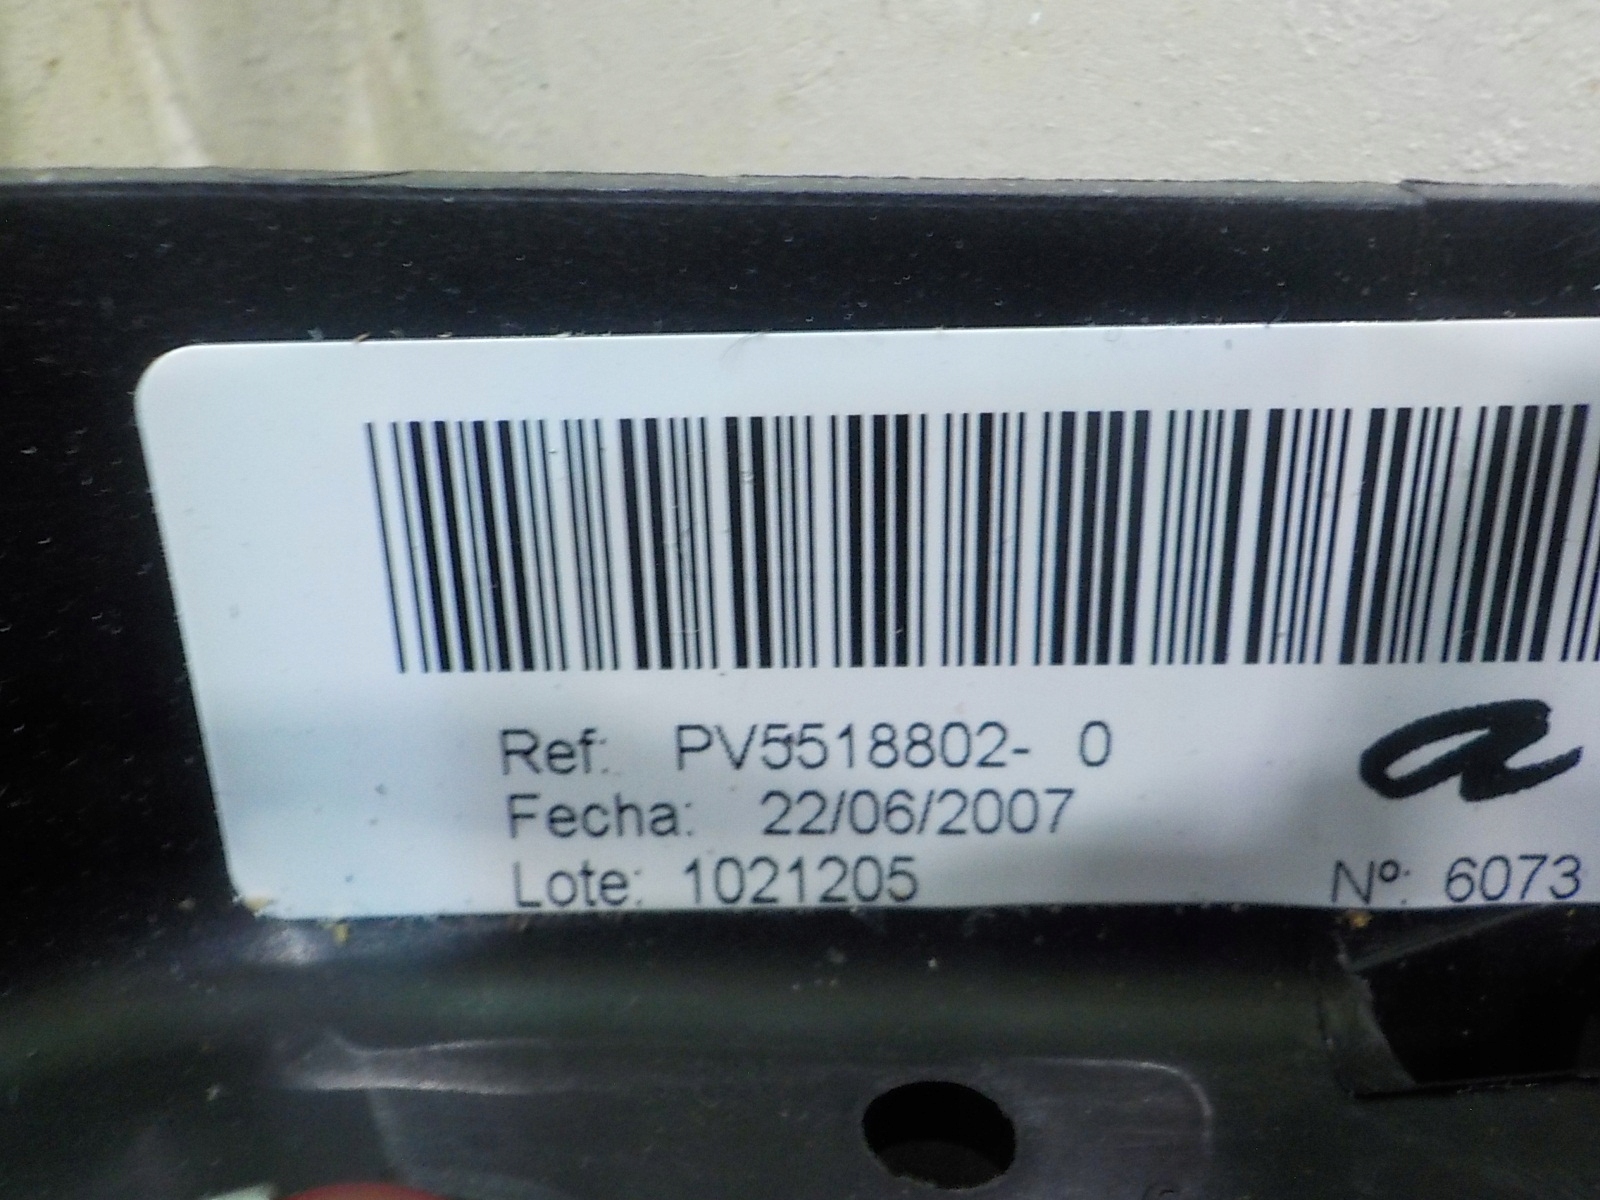 Ref: PV5518802- 0
a
Fecha: 22/06/2007
Lote: 1021205 Nº: 6073